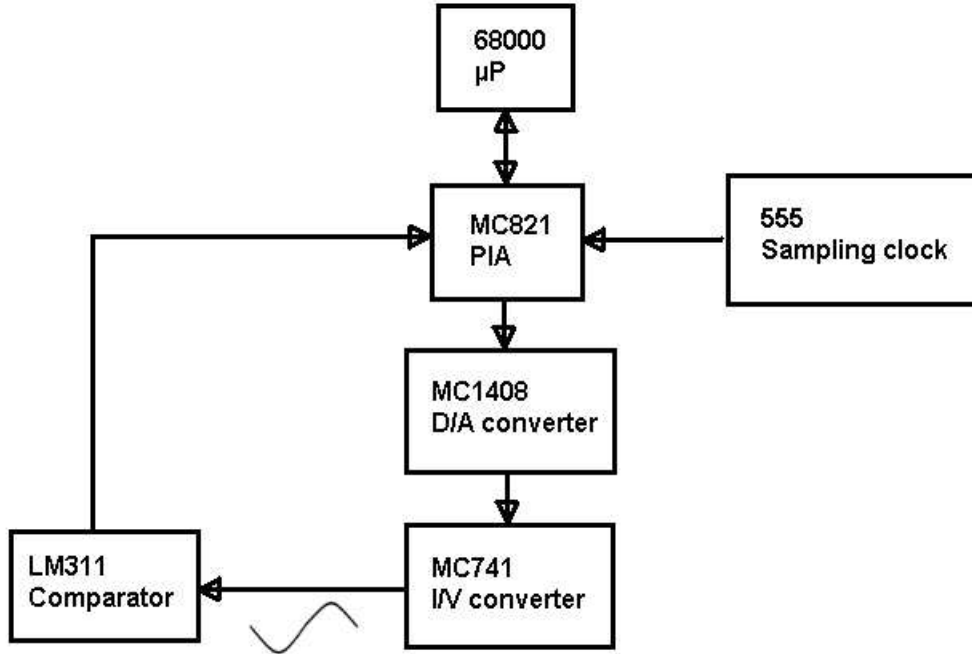 68000
µP
MC821
PIA
555
Sampling clock
MC1408
D/A converter
LM311
Comparator
MC741
I/V converter